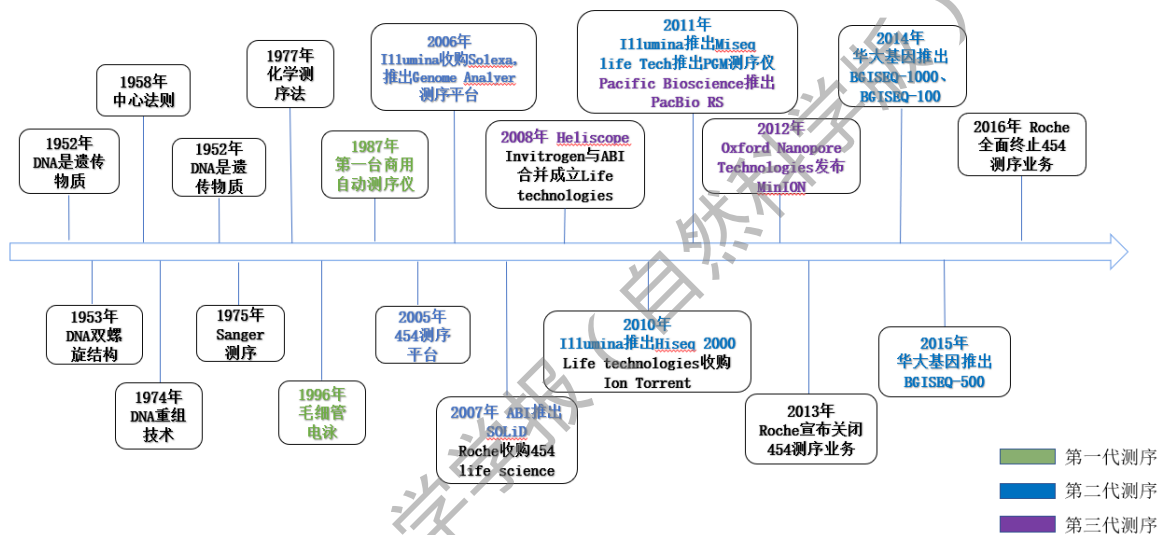 1952年
DNA是遗传
物质
1958年
中心法则
1952年
DNA是遗
传物质
1977年
化学测
序法
1987年
第一台商用
自动测序仪
2006年
Illumina收购Solexa,
推出Genome Analver
测序平台
2008年 Heliscope
Invitrogen与ABI
合并成立Life
technologies
2011年
Illumina推出Miseq
life Tech推出PGM测序仪
Pacific Bioscience推出
PacBio RS
2012年
Oxford Nanopore
Technologies发布
MinION
2014年
华大基因推出
BGISEQ-1000、
BGISEQ-100
2016年 Roche
全面终止454
测序业务
1953年
DNA双螺
旋结构
1974年
DNA重组
技术
1975年
Sanger
测序
1996年
毛细管
电泳
2005年
454测序
平台
2007年 ABI推出
SOLiD
Roche收购454
life science
2010年
Illumina推出Hiseq 2000
Life technologies收购
Ion Torrent
2013年
Roche宣布关闭
454测序业务
2015年
华大基因推出
BGISEQ-500
第一代测序
第二代测序
第三代测序
学学报(自然科学版)